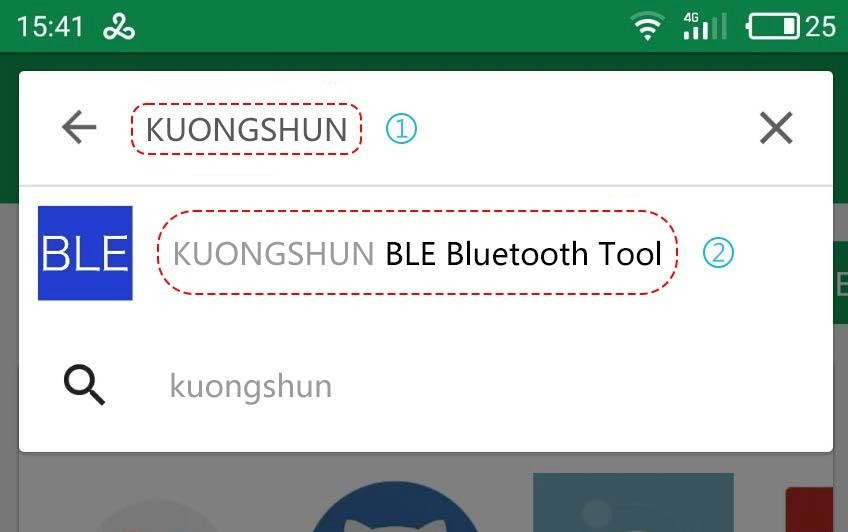 15:41 4G 25
KUONGSHUN ①
BLE KUONGSHUN BLE Bluetooth Tool ②
kuongshun